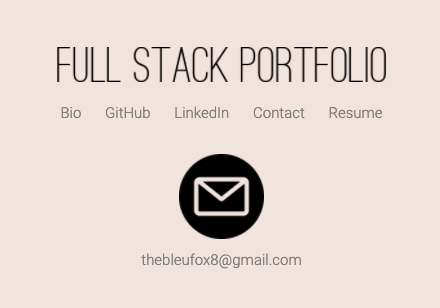 FULL STACK PORTFOLIO
Bio GitHub LinkedIn Contact Resume
thebleufox8@gmail.com